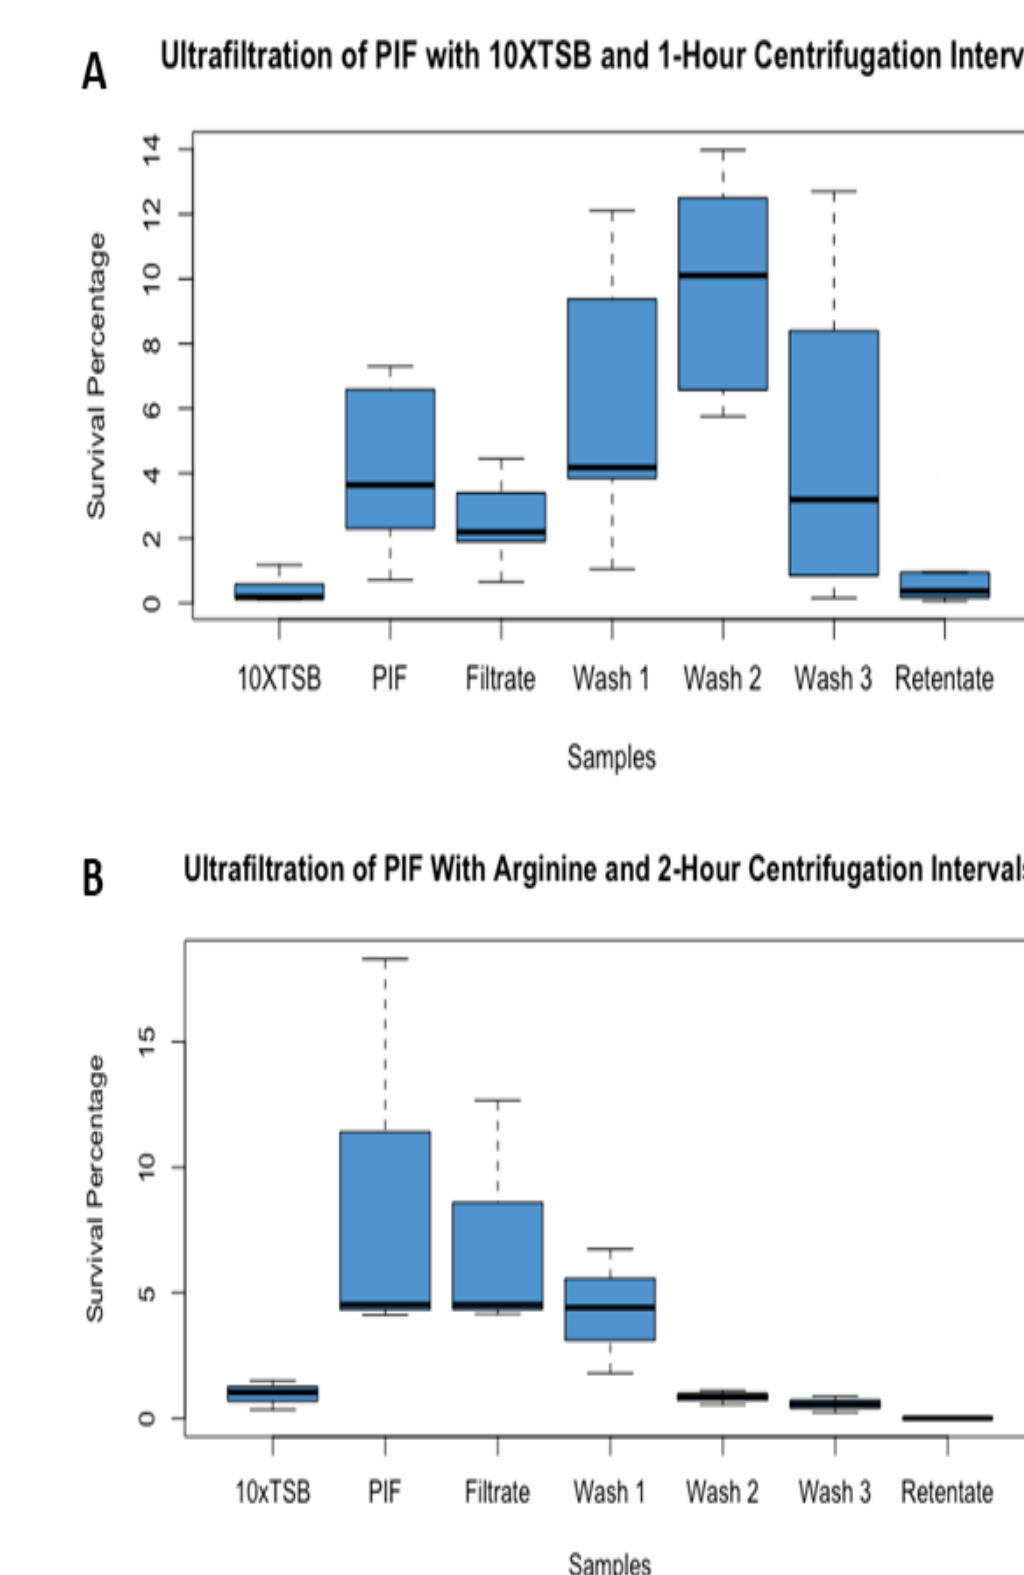 A
Ultrafiltration of PIF with 10XTSB and 1-Hour Centrifugation Interv
14
12
10
8
6
4
2
0
Survival Percentage
10XTSB PIF Filtrate Wash 1 Wash 2 Wash 3 Retentate
Samples
B
Ultrafiltration of PIF With Arginine and 2-Hour Centrifugation Intervals
15
10
5
0
Survival Percentage
10xTSB PIF Filtrate Wash 1 Wash 2 Wash 3 Retentate
Samples